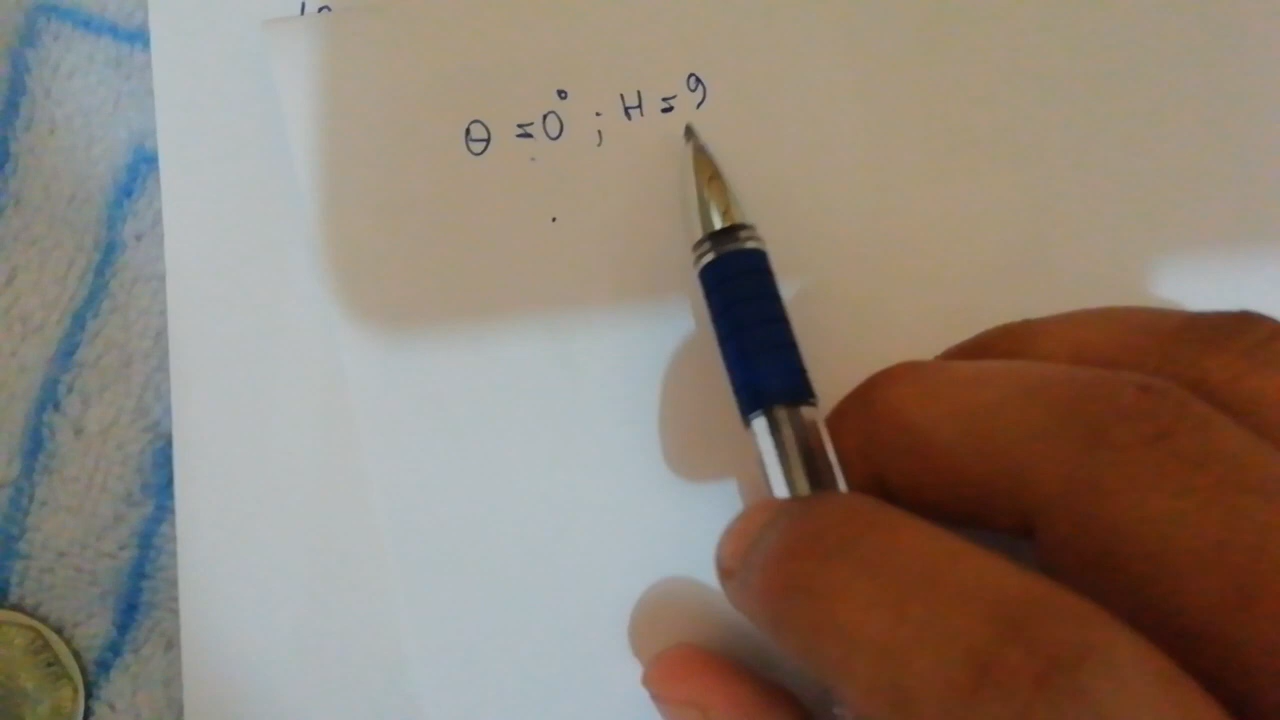 θ = 0° ; H = 9